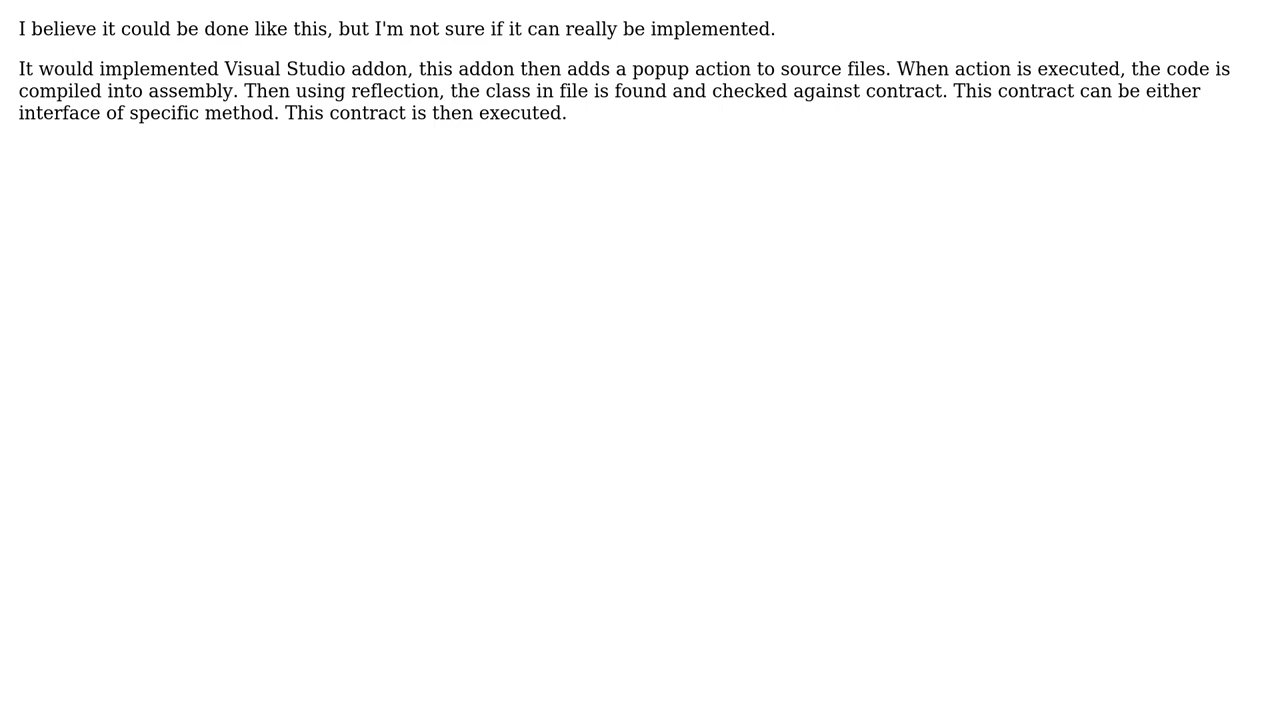 I believe it could be done like this, but I'm not sure if it can really be implemented.
It would implemented Visual Studio addon, this addon then adds a popup action to source files. When action is executed, the code is
compiled into assembly. Then using reflection, the class in file is found and checked against contract. This contract can be either
interface of specific method. This contract is then executed.